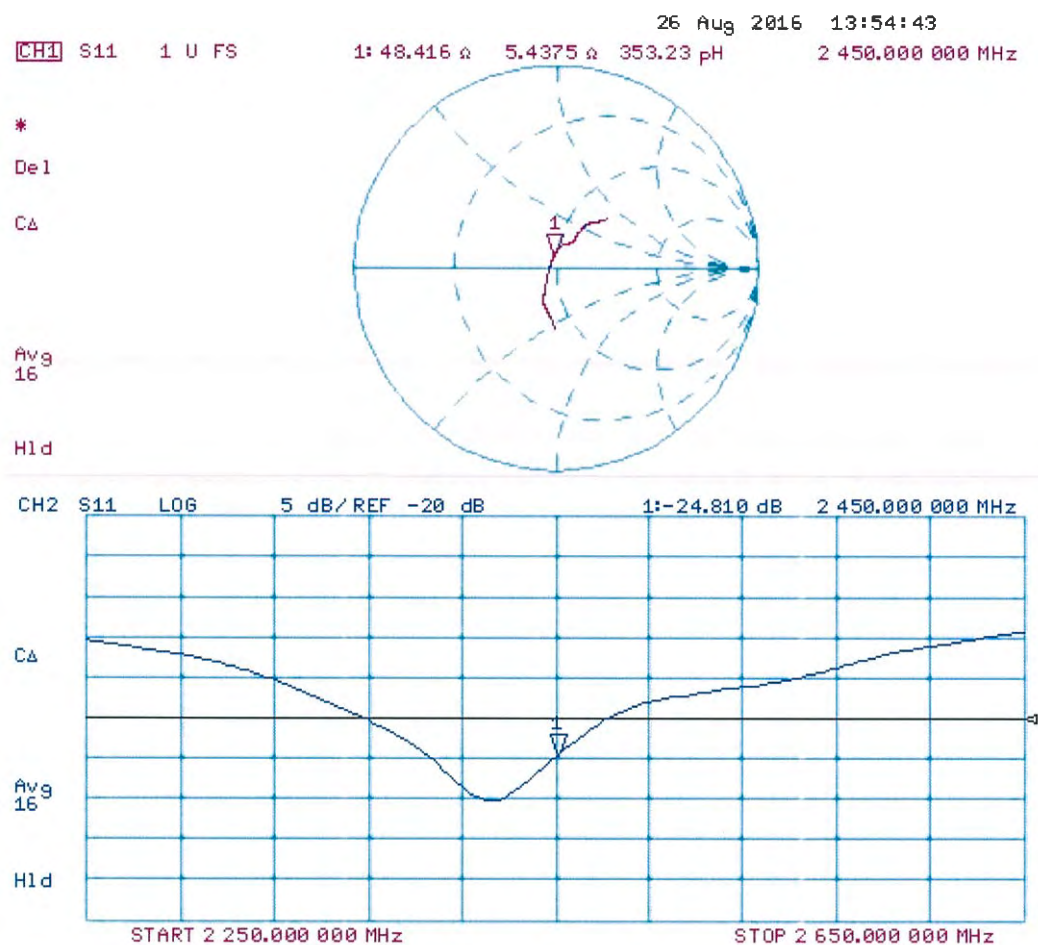 26 Aug 2016 13:54:43
CH1 S11 1 U FS 1: 48.416 Ω 5.4375 Ω 353.23 pH 2 450.000 000 MHz
*
Del
CΔ
1
Avg
16
Hld
CH2 S11 LOG 5 dB/REF -20 dB 1:-24.810 dB 2 450.000 000 MHz
CΔ
1
Avg
16
Hld
START 2 250.000 000 MHz STOP 2 650.000 000 MHz